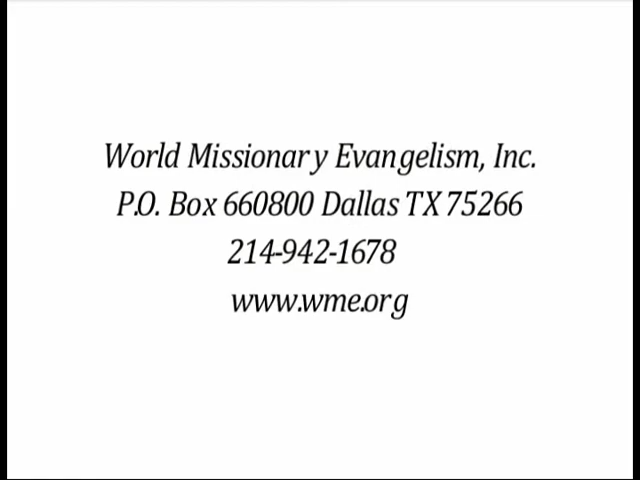 World Missionary Evangelism, Inc.
P.O. Box 660800 Dallas TX 75266
214-942-1678
www.wme.org